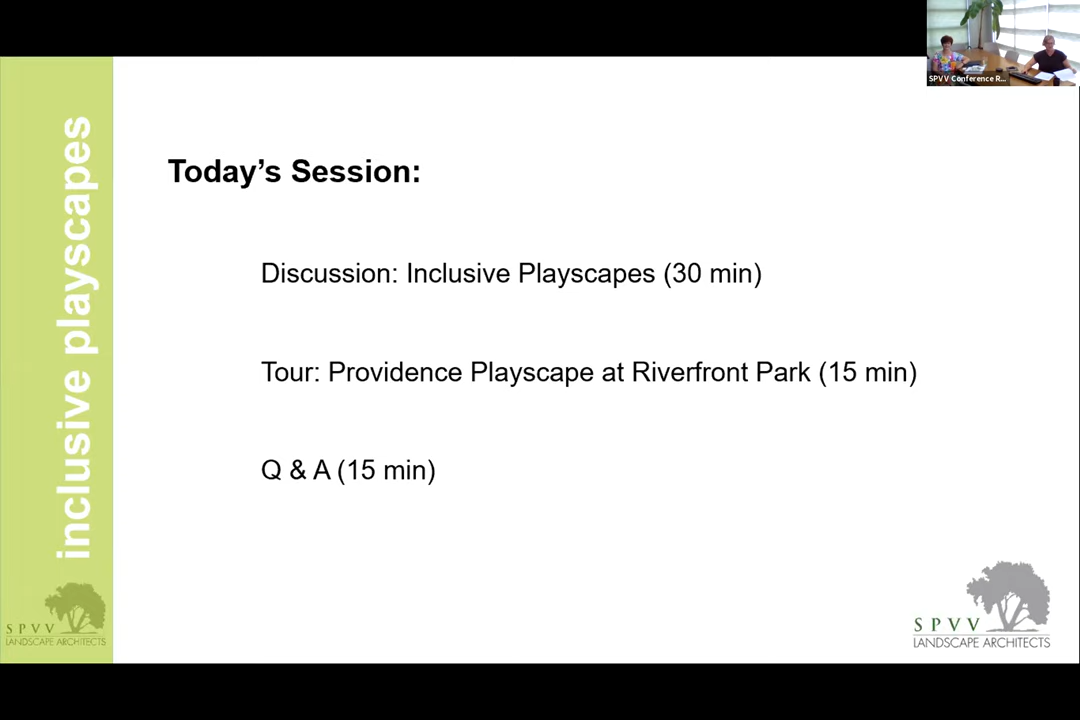 SPVV Conference R...
inclusive playscapes
Today’s Session:
Discussion: Inclusive Playscapes (30 min)
Tour: Providence Playscape at Riverfront Park (15 min)
Q & A (15 min)
SPVV
LANDSCAPE ARCHITECTS
SPVV
LANDSCAPE ARCHITECTS